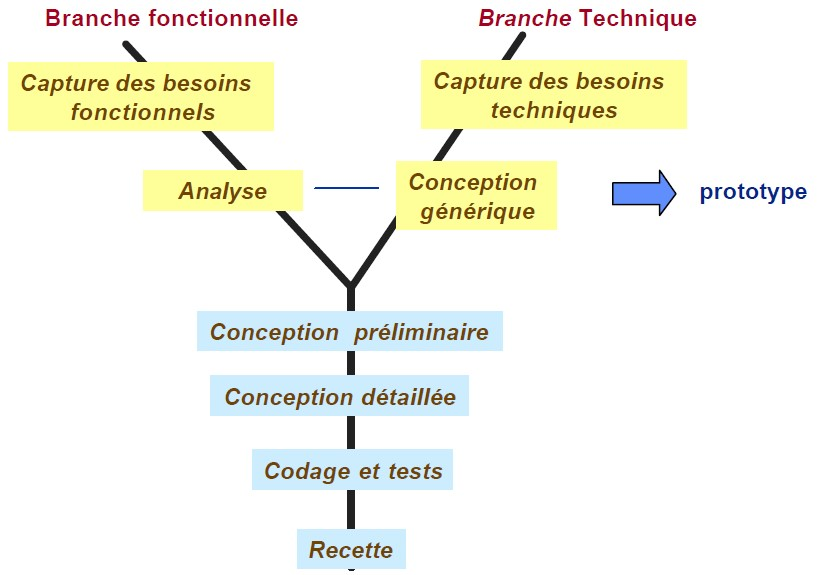 Branche fonctionnelle
Branche Technique
Capture des besoins
fonctionnels
Capture des besoins
techniques
Analyse
Conception
générique
prototype
Conception préliminaire
Conception détaillée
Codage et tests
Recette